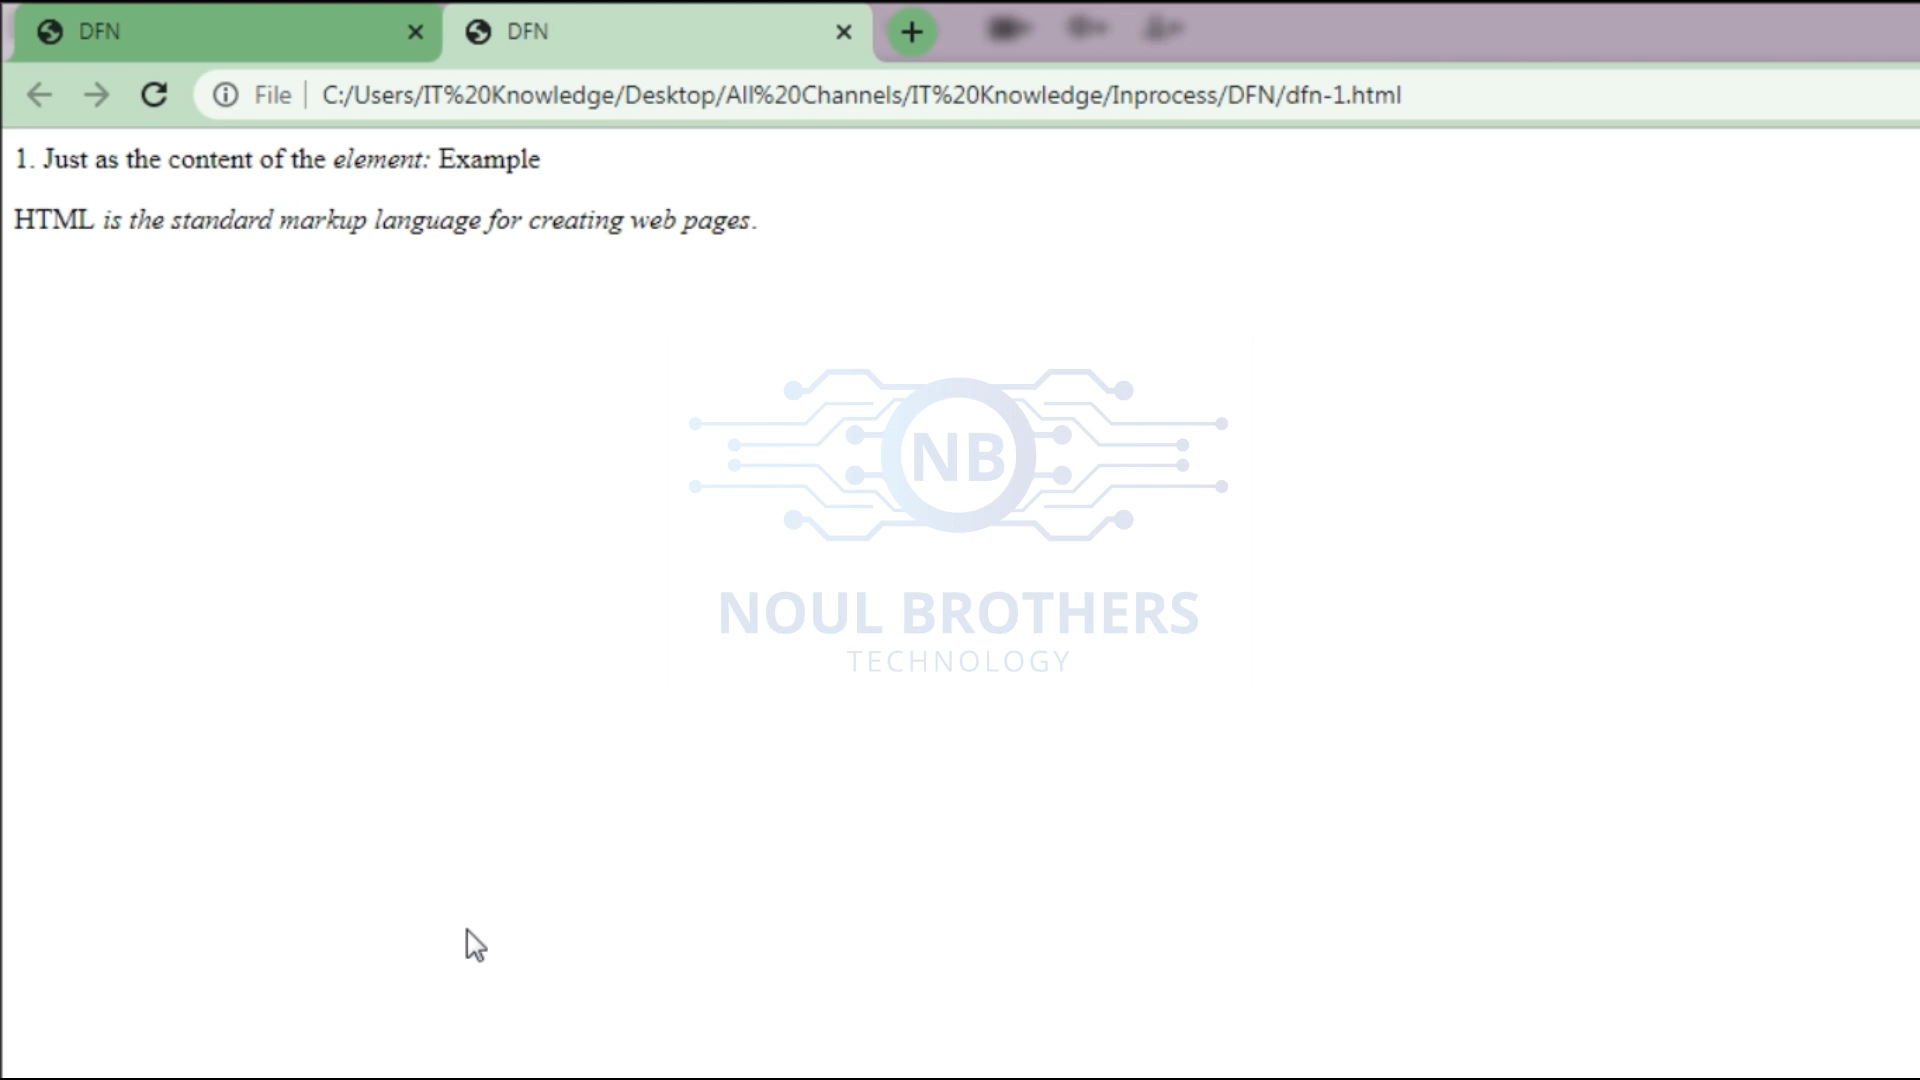 DFN
DFN
File
C:/Users/IT%20Knowledge/Desktop/All%20Channels/IT%20Knowledge/Inprocess/DFN/dfn-1.html
1. Just as the content of the element: Example
HTML is the standard markup language for creating web pages.
NB
NOUL BROTHERS
TECHNOLOGY